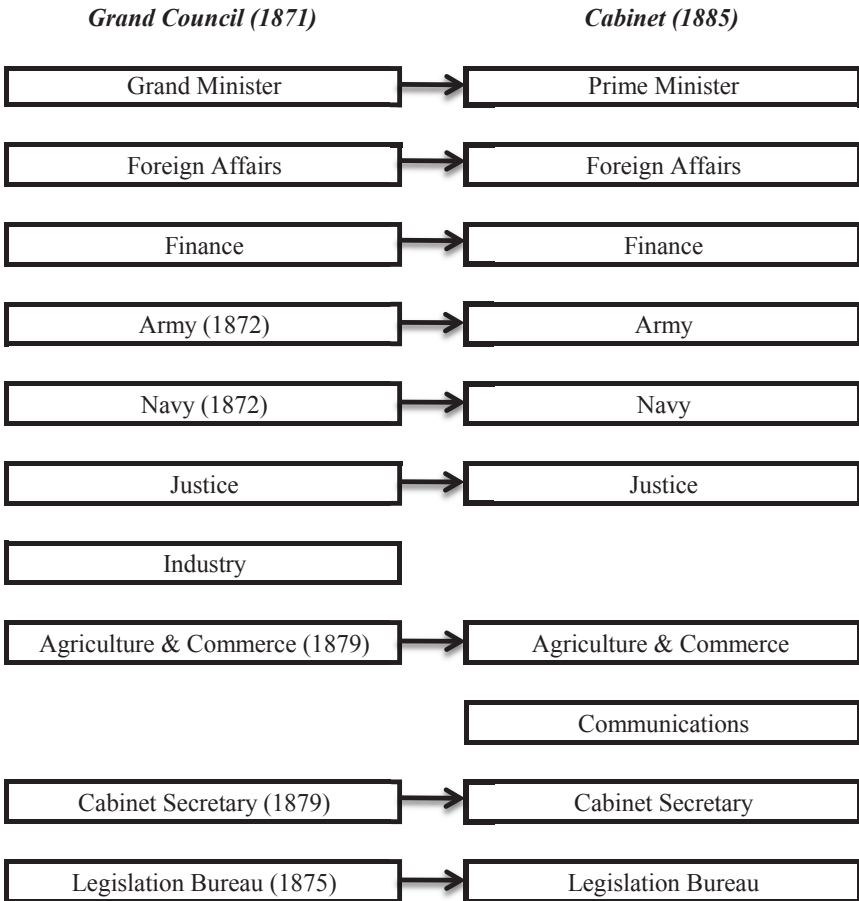 Grand Council (1871) Cabinet (1885)
Grand Minister Prime Minister
Foreign Affairs Foreign Affairs
Finance Finance
Army (1872) Army
Navy (1872) Navy
Justice Justice
Industry
Agriculture & Commerce (1879) Agriculture & Commerce
Communications
Cabinet Secretary (1879) Cabinet Secretary
Legislation Bureau (1875) Legislation Bureau